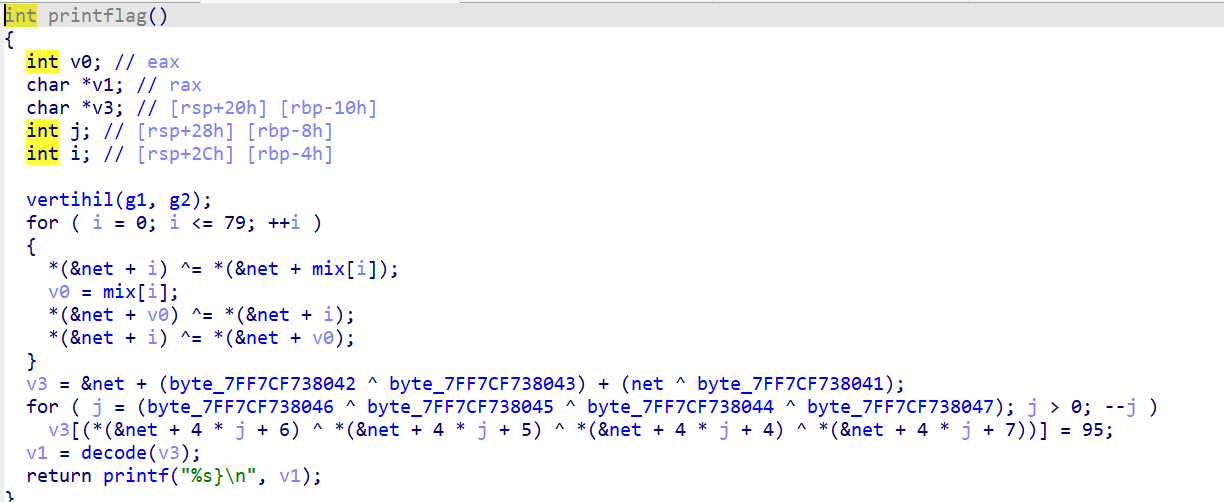 int printflag()
{
  int v0; // eax
  char *v1; // rax
  char *v3; // [rsp+20h] [rbp-10h]
  int j; // [rsp+28h] [rbp-8h]
  int i; // [rsp+2Ch] [rbp-4h]
  vertihil(g1, g2);
  for ( i = 0; i <= 79; ++i )
  {
    *(&net + i) ^= *(&net + mix[i]);
    v0 = mix[i];
    *(&net + v0) ^= *(&net + i);
    *(&net + i) ^= *(&net + v0);
  }
  v3 = &net + (byte_7FF7CF738042 ^ byte_7FF7CF738043) + (net ^ byte_7FF7CF738041);
  for ( j = (byte_7FF7CF738046 ^ byte_7FF7CF738045 ^ byte_7FF7CF738044 ^ byte_7FF7CF738047); j > 0; --j )
    v3[(*(&net + 4 * j + 6) ^ *(&net + 4 * j + 5) ^ *(&net + 4 * j + 4) ^ *(&net + 4 * j + 7))] = 95;
  v1 = decode(v3);
  return printf("%s}\n", v1);
}